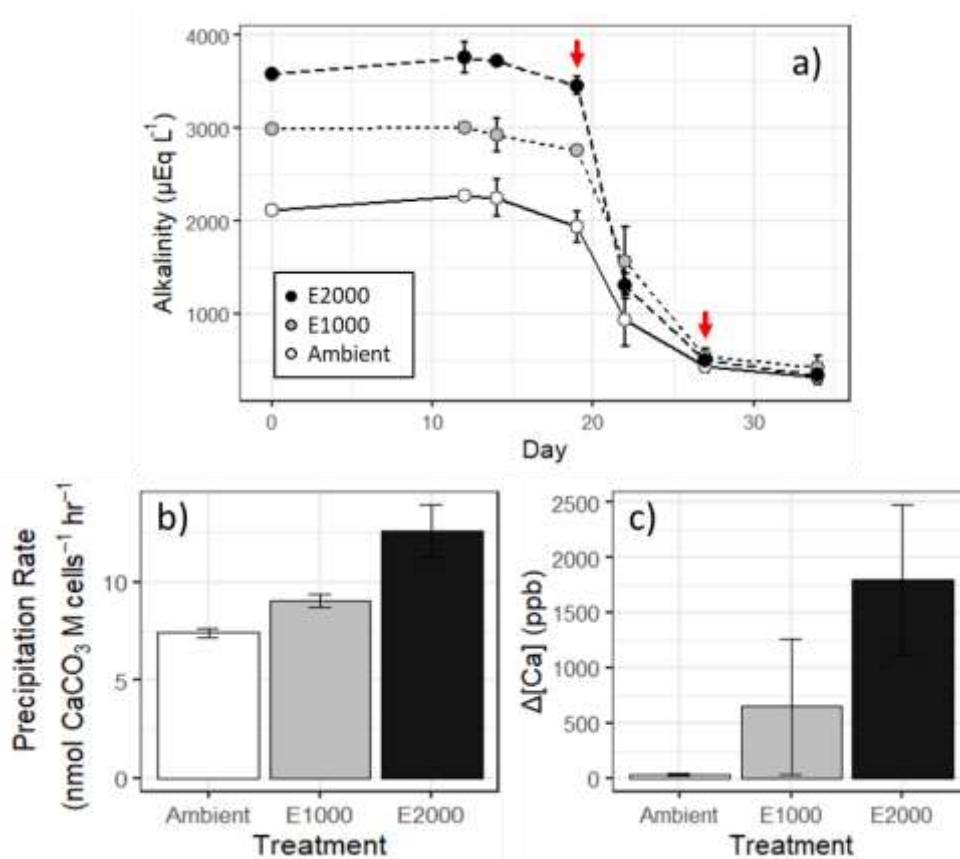 a)
4000
3000
2000
1000
Alkalinity (µEq L⁻¹)
E2000
E1000
Ambient
0
10
20
30
Day
b)
10
5
0
Precipitation Rate
(nmol CaCO₃ M cells⁻¹ hr⁻¹)
Ambient
E1000
E2000
Treatment
c)
2500
2000
1500
1000
500
0
Δ[Ca] (ppb)
Ambient
E1000
E2000
Treatment